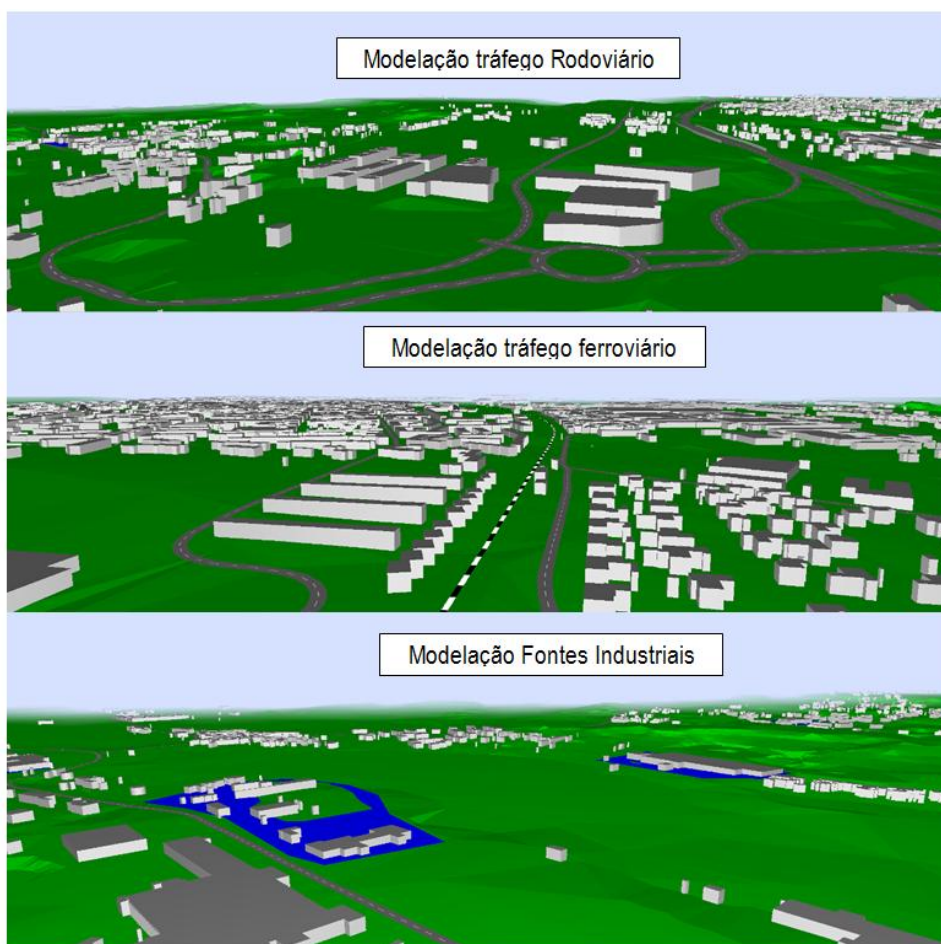 Modelação tráfego Rodoviário
Modelação tráfego ferroviário
Modelação Fontes Industriais